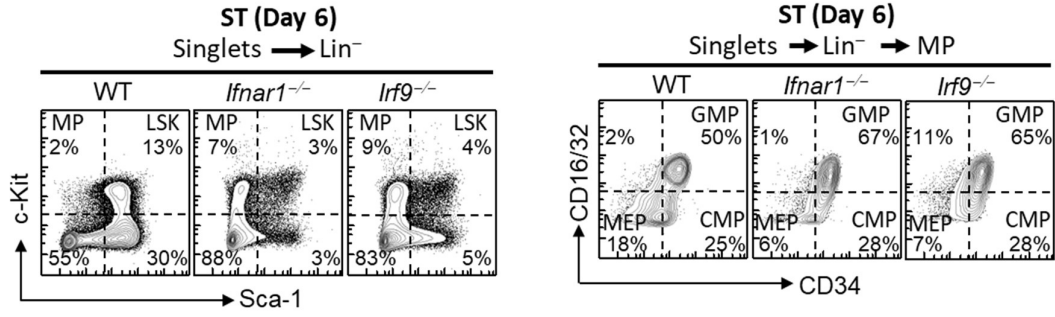 ST (Day 6)
Singlets → Lin⁻
WT Ifnar1⁻/⁻ Irf9⁻/⁻
MP LSK MP LSK MP LSK
2% 13% 7% 3% 9% 4%
55% 30% 88% 3% 83% 5%
c-Kit
Sca-1
ST (Day 6)
Singlets → Lin⁻ → MP
WT Ifnar1⁻/⁻ Irf9⁻/⁻
GMP GMP GMP
2% 50% 1% 67% 11% 65%
MEP CMP MEP CMP MEP CMP
18% 25% 6% 28% 7% 28%
CD16/32
CD34